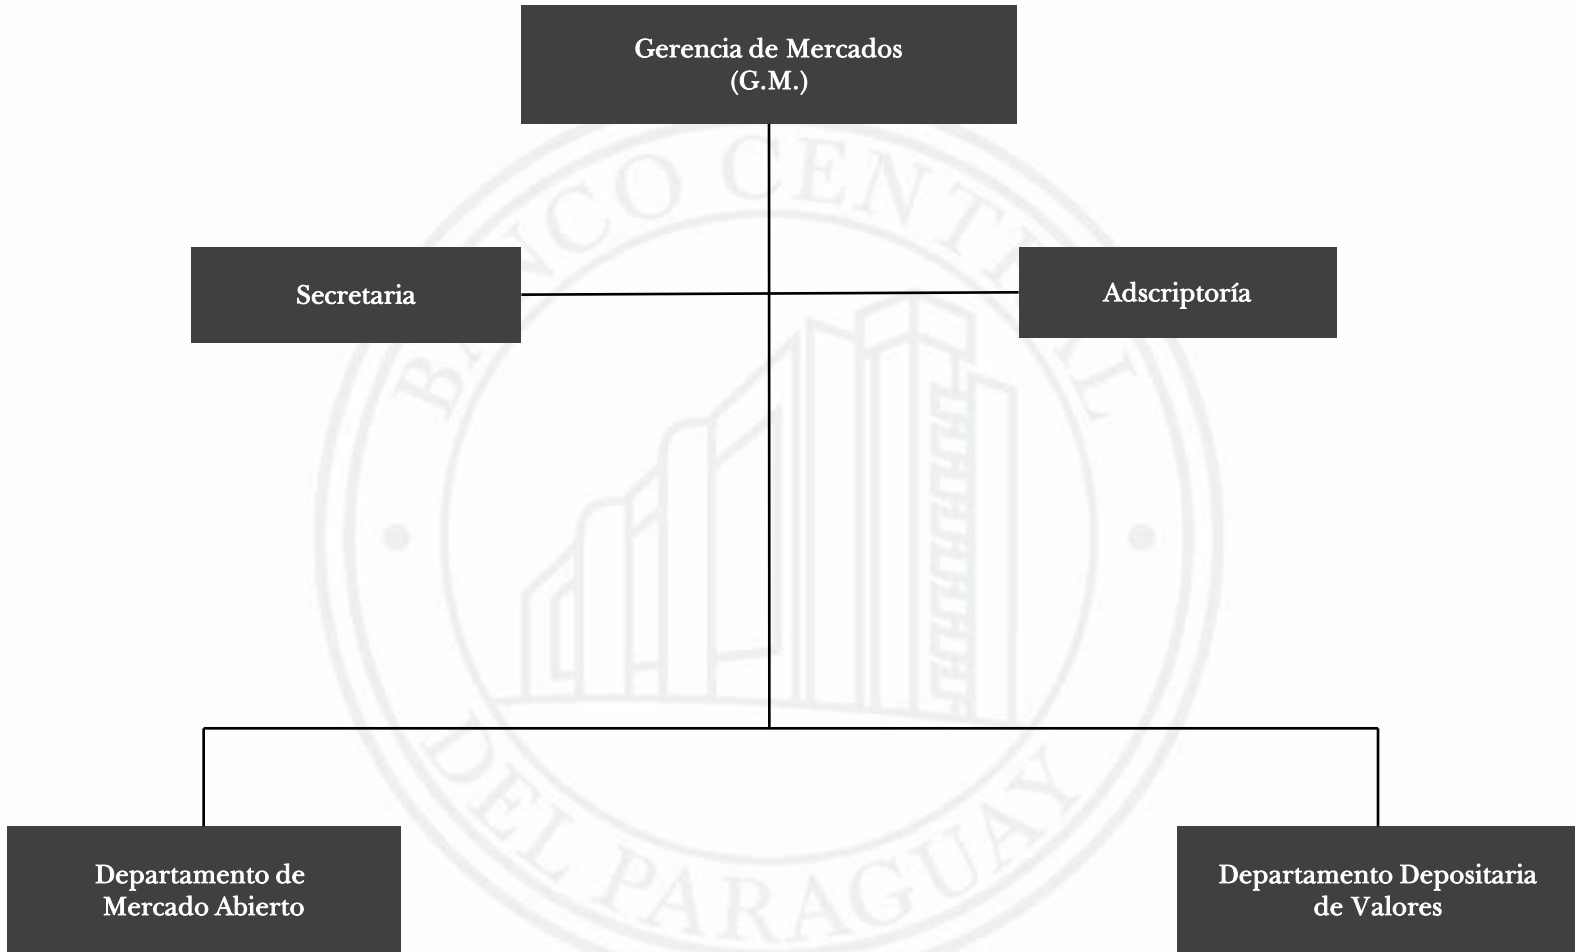 Gerencia de Mercados
(G.M.)
BANCO CENTRAL
Secretaria
Adscriptoría
DEL PARAGUAY
Departamento de
Mercado Abierto
Departamento Depositaria
de Valores